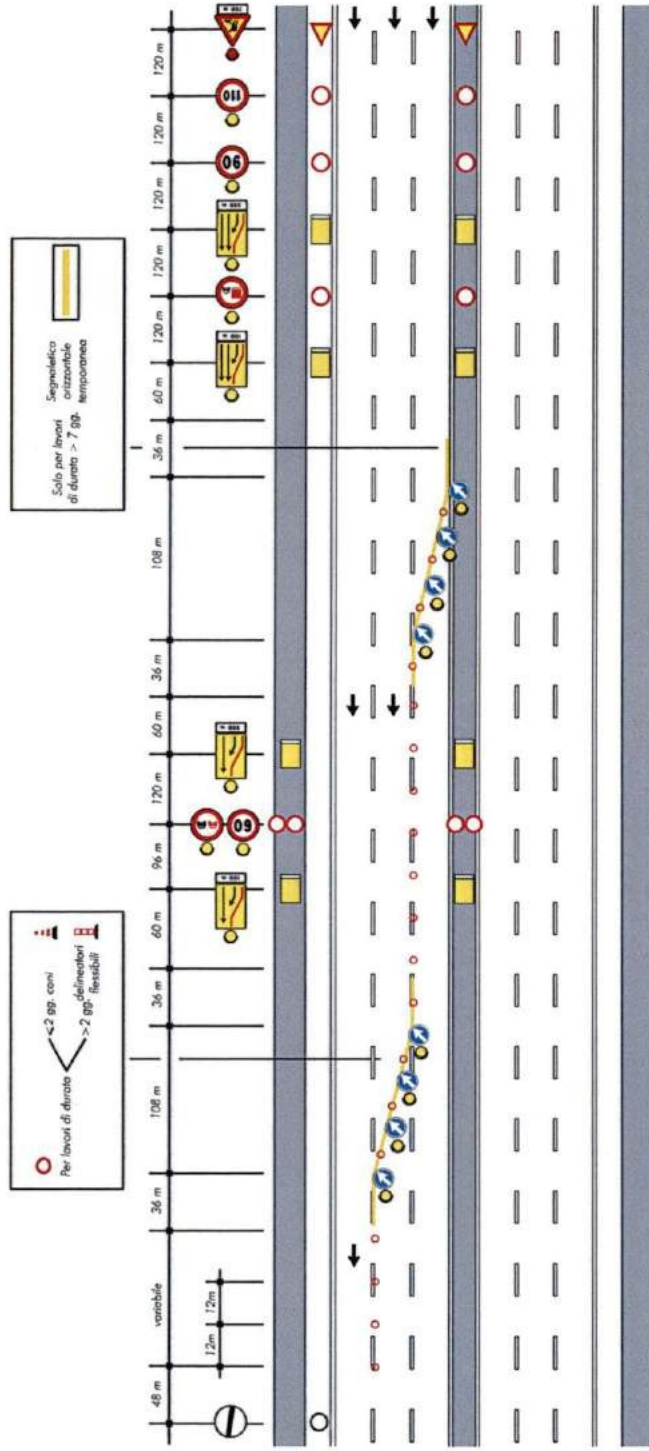 ⩽2 gg. coni
Per lavori di durata
>2 gg. delineatori
flessibili
Solo per lavori
di durata > 7 gg.
Segnaletica
orizzontale
temporanea
48 m variabile 36 m 108 m 36 m 60 m 96 m 120 m 60 m 36 m 108 m 36 m 60 m 120 m 120 m 120 m 120 m 120 m
12m 12m
60
90
110